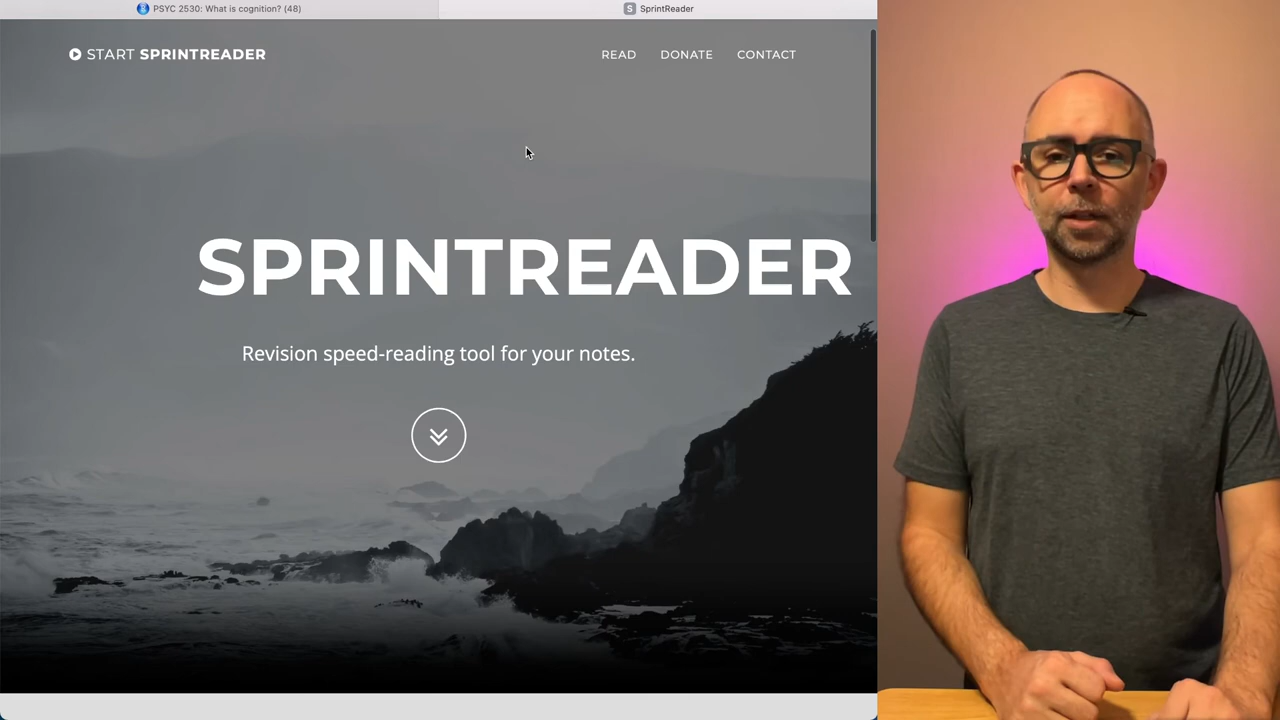 PSYC 2530: What is cognition? (48)
S SprintReader
START SPRINTREADER
READ DONATE CONTACT
SPRINTREADER
Revision speed-reading tool for your notes.